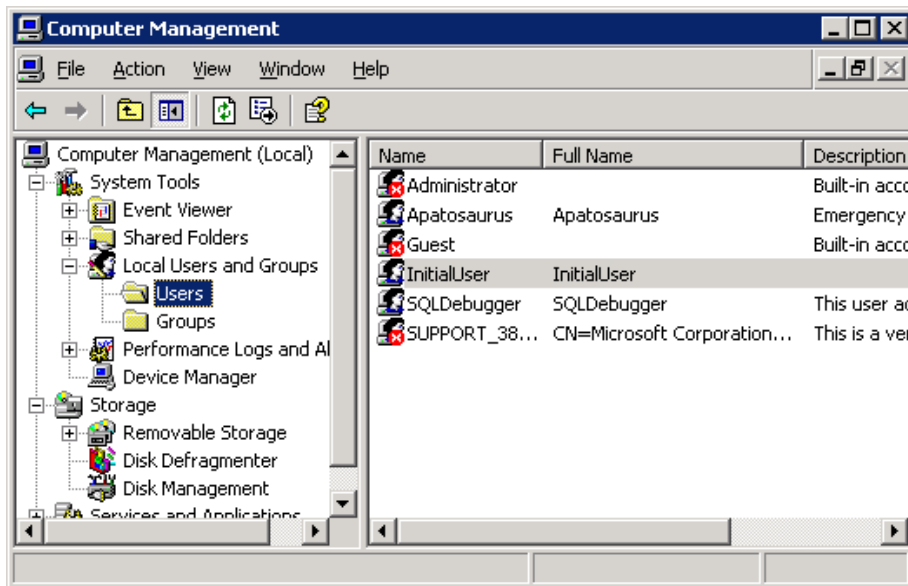 Computer Management
File Action View Window Help
Computer Management (Local)
System Tools
Event Viewer
Shared Folders
Local Users and Groups
Users
Groups
Performance Logs and Al
Device Manager
Storage
Removable Storage
Disk Defragmenter
Disk Management
Services and Applications
Name Full Name Description
Administrator Built-in acco
Apatosaurus Apatosaurus Emergency
Guest Built-in acco
InitialUser InitialUser
SQLDebugger SQLDebugger This user ac
SUPPORT_38... CN=Microsoft Corporation... This is a ver